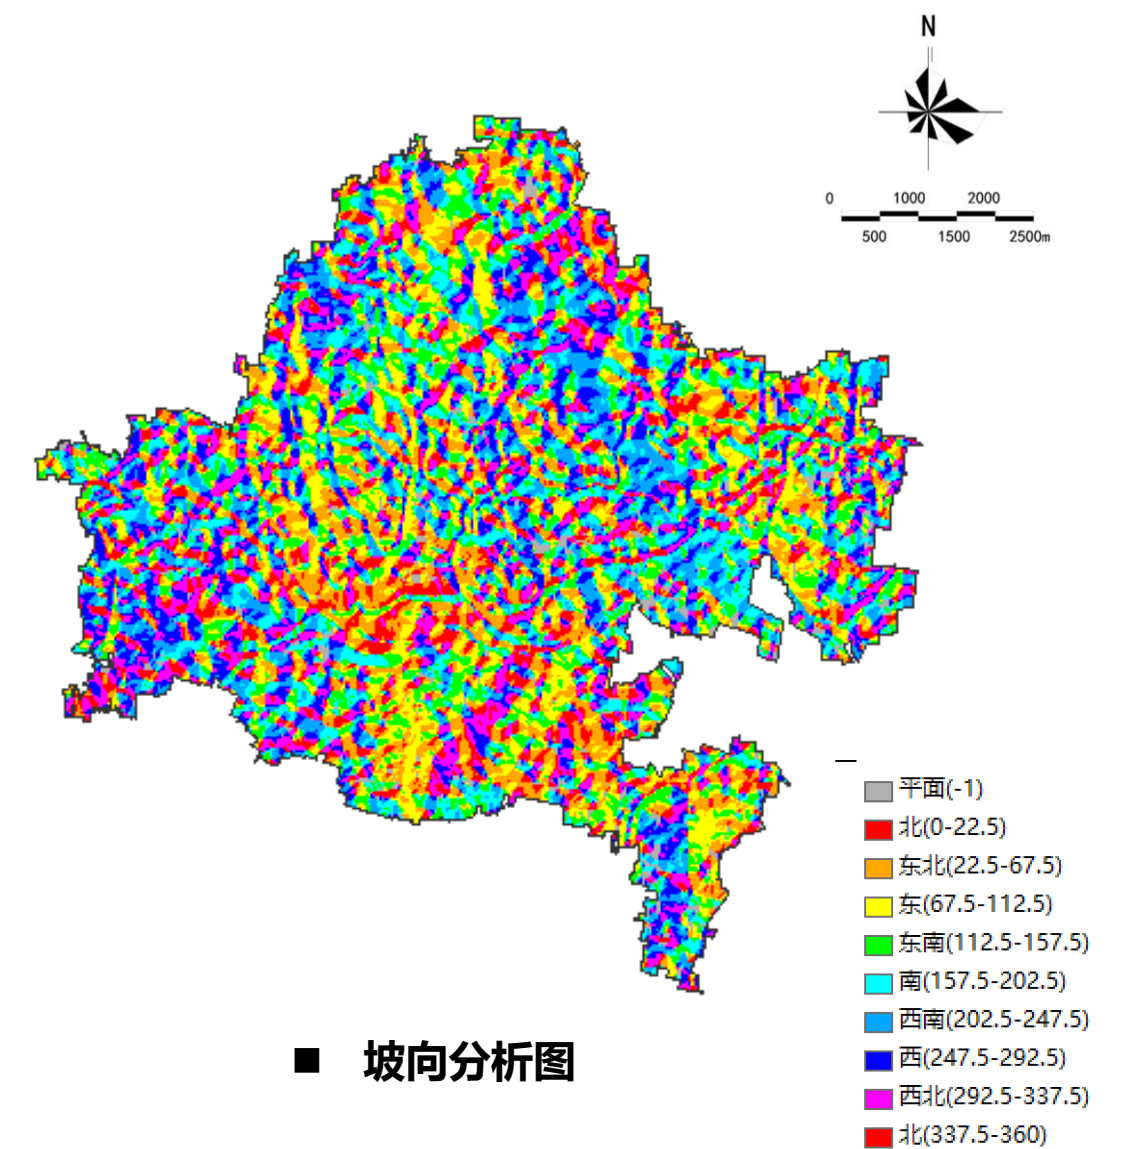 N
0 1000 2000
500 1500 2500m
平面(-1)
北(0-22.5)
东北(22.5-67.5)
东(67.5-112.5)
东南(112.5-157.5)
南(157.5-202.5)
西南(202.5-247.5)
西(247.5-292.5)
西北(292.5-337.5)
北(337.5-360)
■ 坡向分析图